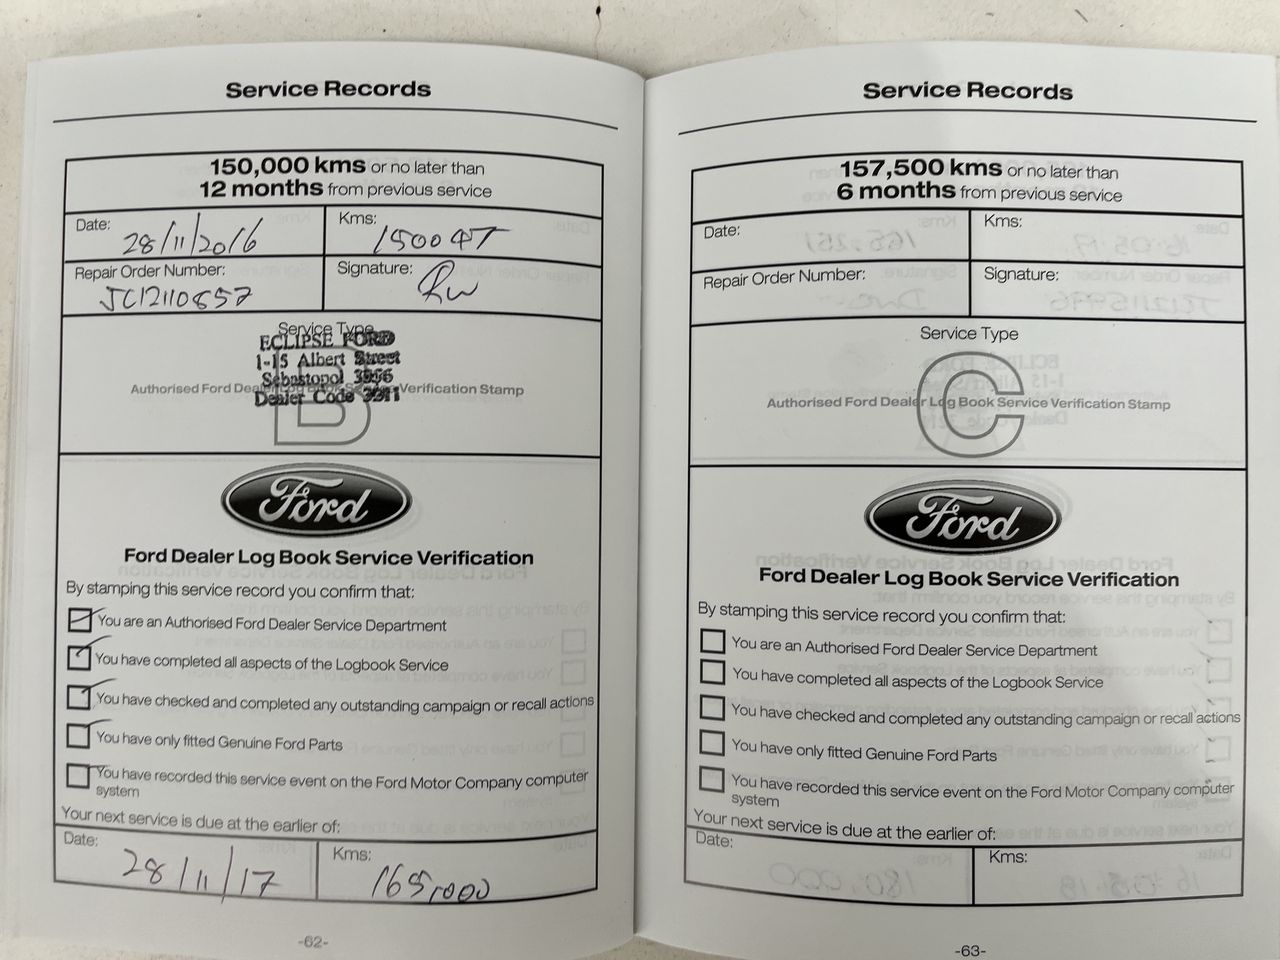 Service Records
150,000 kms or no later than
12 months from previous service
Date: 28/11/2016
Kms: 150047
Repair Order Number: JC12110857
Signature: RW
Service Type
B
ECLIPSE FORD
1-15 Albert Street
Sebastopol 3356
Authorised Ford Dealer Log Book Service Verification Stamp
Dealer Code 3211
Ford
Ford Dealer Log Book Service Verification
By stamping this service record you confirm that:
You are an Authorised Ford Dealer Service Department
You have completed all aspects of the Logbook Service
You have checked and completed any outstanding campaign or recall actions
You have only fitted Genuine Ford Parts
You have recorded this service event on the Ford Motor Company computer
system
Your next service is due at the earlier of:
Date: 28/11/17
Kms: 165,000
-62-
Service Records
157,500 kms or no later than
6 months from previous service
Date:
Kms:
Repair Order Number:
Signature:
Service Type
C
Authorised Ford Dealer Log Book Service Verification Stamp
Ford
Ford Dealer Log Book Service Verification
By stamping this service record you confirm that:
You are an Authorised Ford Dealer Service Department
You have completed all aspects of the Logbook Service
You have checked and completed any outstanding campaign or recall actions
You have only fitted Genuine Ford Parts
You have recorded this service event on the Ford Motor Company computer
system
Your next service is due at the earlier of:
Date:
Kms:
-63-